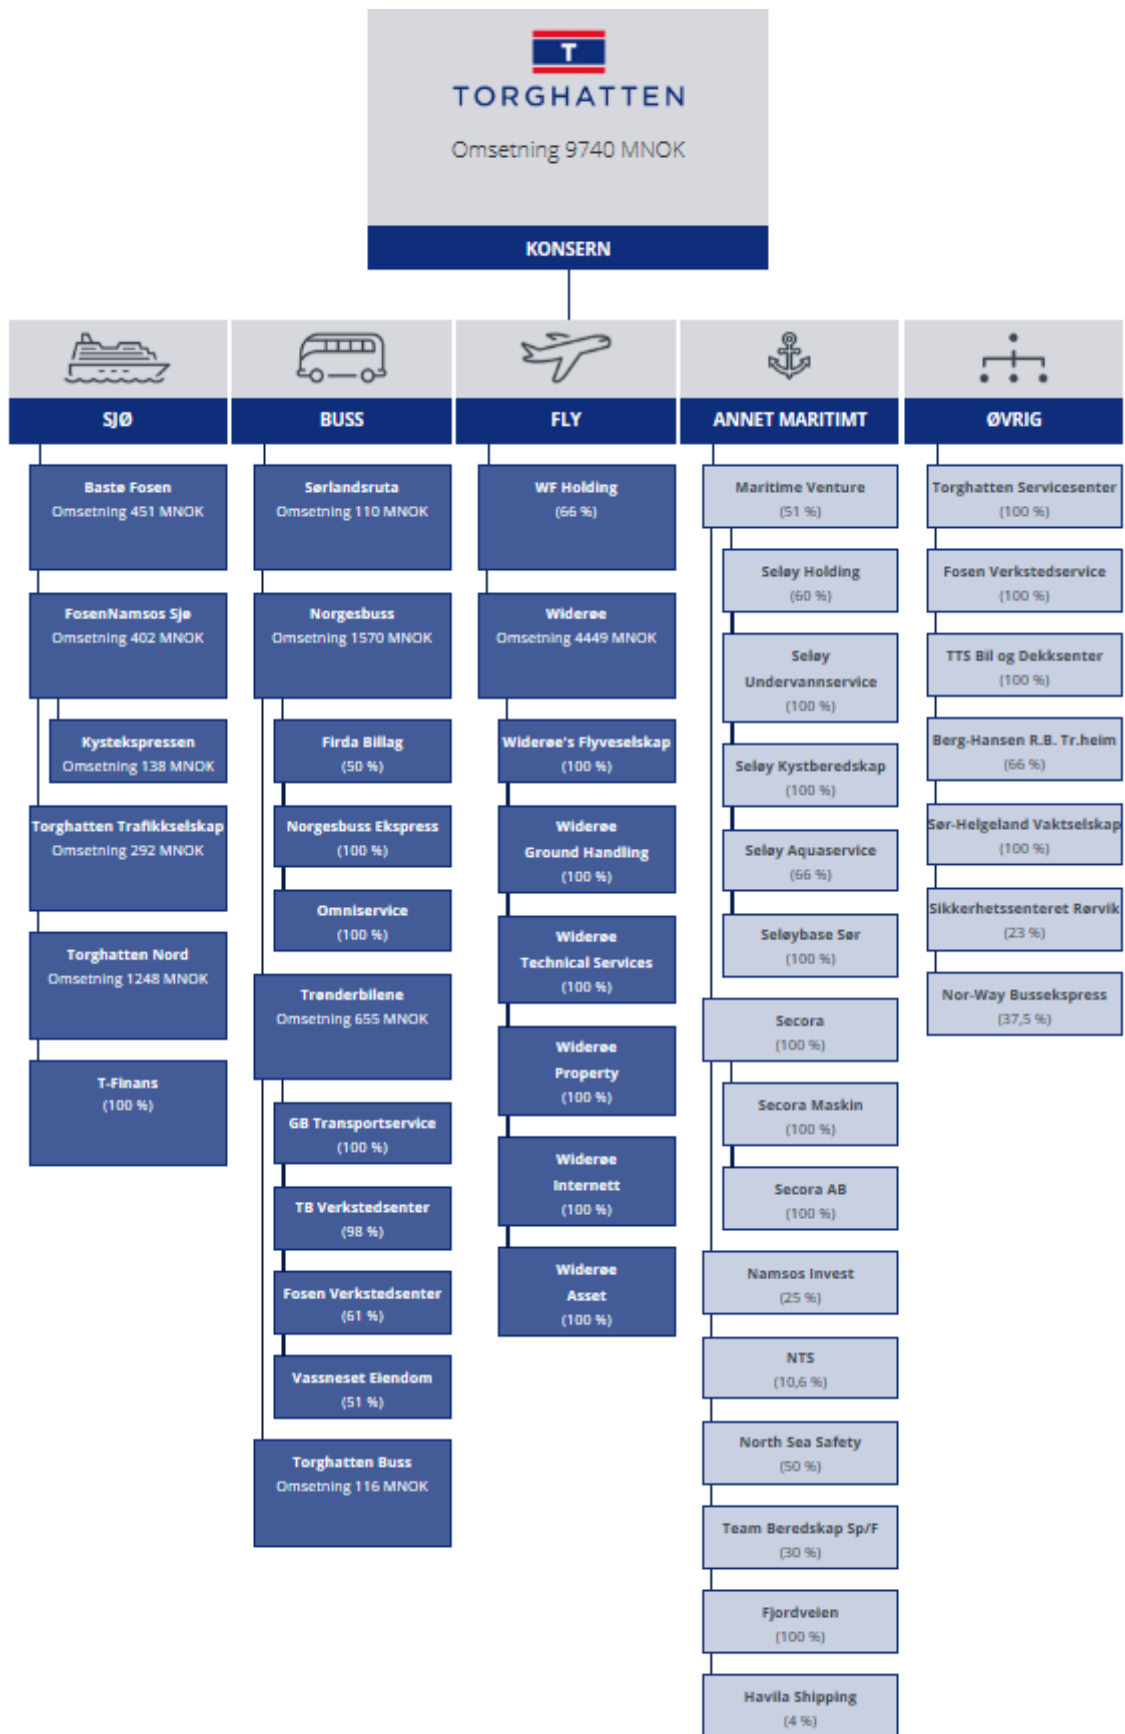 T
TORGHATTEN
Omsetning 9740 MNOK
KONSERN
SJØ
Bastø Fosen
Omsetning 451 MNOK
FosenNamsos Sjø
Omsetning 402 MNOK
Kystekspressen
Omsetning 138 MNOK
Torghatten Trafikkselskap
Omsetning 292 MNOK
Torghatten Nord
Omsetning 1248 MNOK
T-Finans
(100 %)
BUSS
Sørlandsruta
Omsetning 110 MNOK
Norgesbuss
Omsetning 1570 MNOK
Firda Billag
(50 %)
Norgesbuss Ekspress
(100 %)
Omniservice
(100 %)
Trønderbilene
Omsetning 655 MNOK
GB Transportservice
(100 %)
TB Verkstedsenter
(98 %)
Fosen Verkstedsenter
(61 %)
Vassneset Eiendom
(51 %)
Torghatten Buss
Omsetning 116 MNOK
FLY
WF Holding
(66 %)
Widerøe
Omsetning 4449 MNOK
Widerøe's Flyveselskap
(100 %)
Widerøe
Ground Handling
(100 %)
Widerøe
Technical Services
(100 %)
Widerøe
Property
(100 %)
Widerøe
Internett
(100 %)
Widerøe
Asset
(100 %)
ANNET MARITIMT
Maritime Venture
(51 %)
Seløy Holding
(60 %)
Seløy
Undervannservice
(100 %)
Seløy Kystberedskap
(100 %)
Seløy Aquaservice
(66 %)
Seløybase Sør
(100 %)
Secora
(100 %)
Secora Maskin
(100 %)
Secora AB
(100 %)
Namsos Invest
(25 %)
NTS
(10,6 %)
North Sea Safety
(50 %)
Team Beredskap Sp/F
(30 %)
Fjordveien
(100 %)
Havila Shipping
(4 %)
ØVRIG
Torghatten Servicesenter
(100 %)
Fosen Verkstedservice
(100 %)
TTS Bil og Dekksenter
(100 %)
Berg-Hansen R.B. Tr.heim
(66 %)
Sør-Helgeland Vaktselskap
(100 %)
Sikkerhetssenteret Rørvik
(23 %)
Nor-Way Bussekspress
(37,5 %)